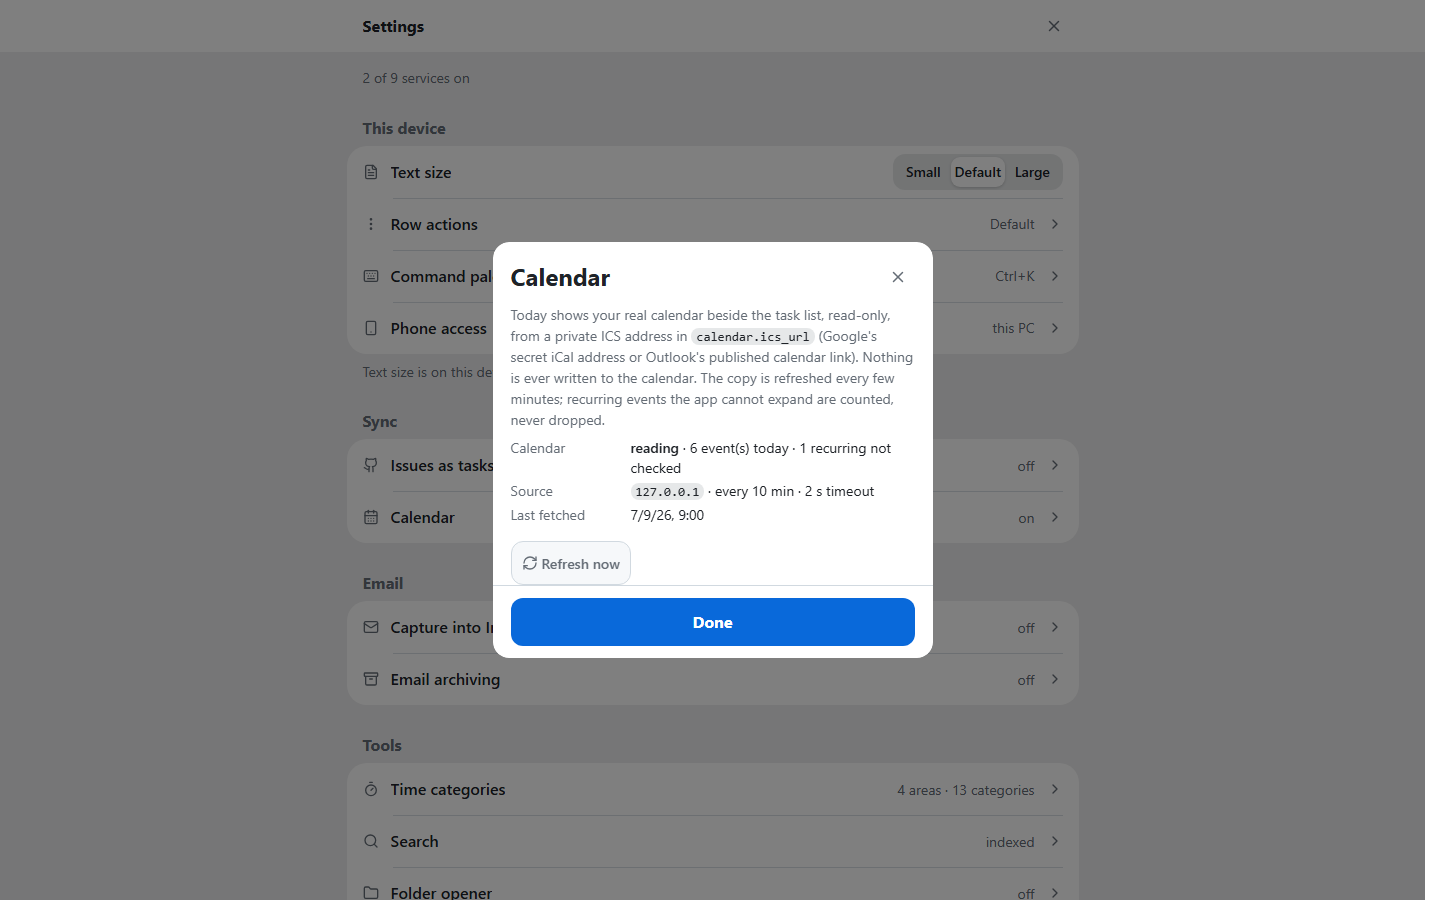 Settings
2 of 9 services on
This device
Text size
Small Default Large
Row actions
Default
Command pal
Ctrl+K
Phone access
this PC
Text size is on this de
Sync
Issues as tasks
off
Calendar
on
Email
Capture into I
off
Email archiving
off
Tools
Time categories
4 areas · 13 categories
Search
indexed
Folder opener
off
Calendar
Today shows your real calendar beside the task list, read-only,
from a private ICS address in calendar.ics_url (Google's
secret iCal address or Outlook's published calendar link). Nothing
is ever written to the calendar. The copy is refreshed every few
minutes; recurring events the app cannot expand are counted,
never dropped.
Calendar
reading · 6 event(s) today · 1 recurring not
checked
Source
127.0.0.1 · every 10 min · 2 s timeout
Last fetched
7/9/26, 9:00
Refresh now
Done